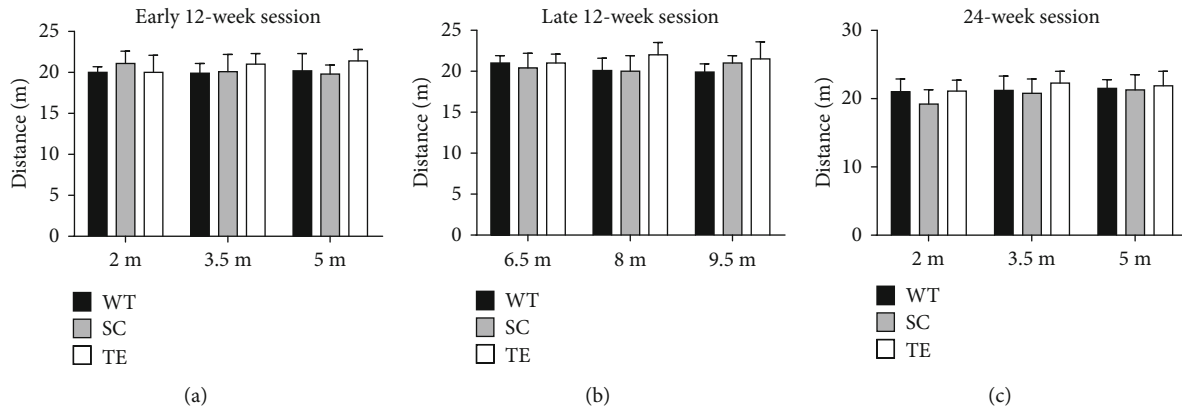 Early 12-week session
Distance (m)
25
20
15
10
5
0
2 m 3.5 m 5 m
WT
SC
TE
(a)
Late 12-week session
Distance (m)
25
20
15
10
5
0
6.5 m 8 m 9.5 m
WT
SC
TE
(b)
24-week session
Distance (m)
30
20
10
0
2 m 3.5 m 5 m
WT
SC
TE
(c)